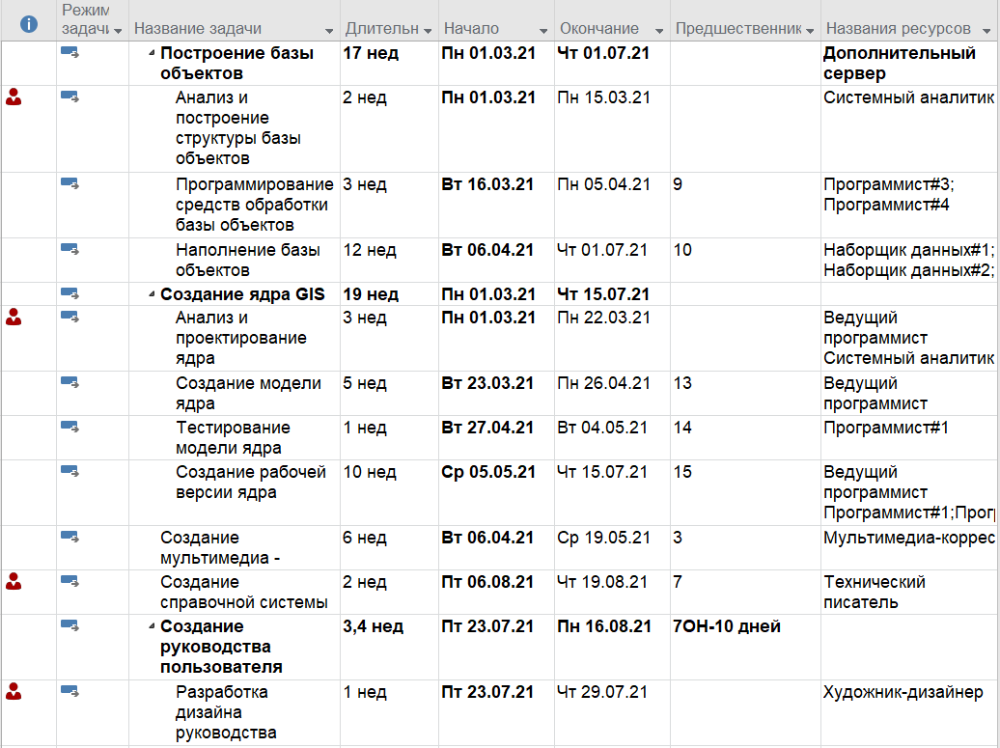 Режим задачи Название задачи Длительн Начало Окончание Предшественник Названия ресурсов
Построение базы объектов 17 нед Пн 01.03.21 Чт 01.07.21 Дополнительный сервер
Анализ и построение структуры базы объектов 2 нед Пн 01.03.21 Пн 15.03.21 Системный аналитик
Программирование средств обработки базы объектов 3 нед Вт 16.03.21 Пн 05.04.21 9 Программист#3; Программист#4
Наполнение базы объектов 12 нед Вт 06.04.21 Чт 01.07.21 10 Наборщик данных#1; Наборщик данных#2;
Создание ядра GIS 19 нед Пн 01.03.21 Чт 15.07.21
Анализ и проектирование ядра 3 нед Пн 01.03.21 Пн 22.03.21 Ведущий программист Системный аналитик
Создание модели ядра 5 нед Вт 23.03.21 Пн 26.04.21 13 Ведущий программист
Тестирование модели ядра 1 нед Вт 27.04.21 Вт 04.05.21 14 Программист#1
Создание рабочей версии ядра 10 нед Ср 05.05.21 Чт 15.07.21 15 Ведущий программист Программист#1;Прог
Создание мультимедиа - 6 нед Вт 06.04.21 Ср 19.05.21 3 Мультимедиа-коррес
Создание справочной системы 2 нед Пт 06.08.21 Чт 19.08.21 7 Технический писатель
Создание руководства пользователя 3,4 нед Пт 23.07.21 Пн 16.08.21 7ОН-10 дней
Разработка дизайна руководства 1 нед Пт 23.07.21 Чт 29.07.21 Художник-дизайнер